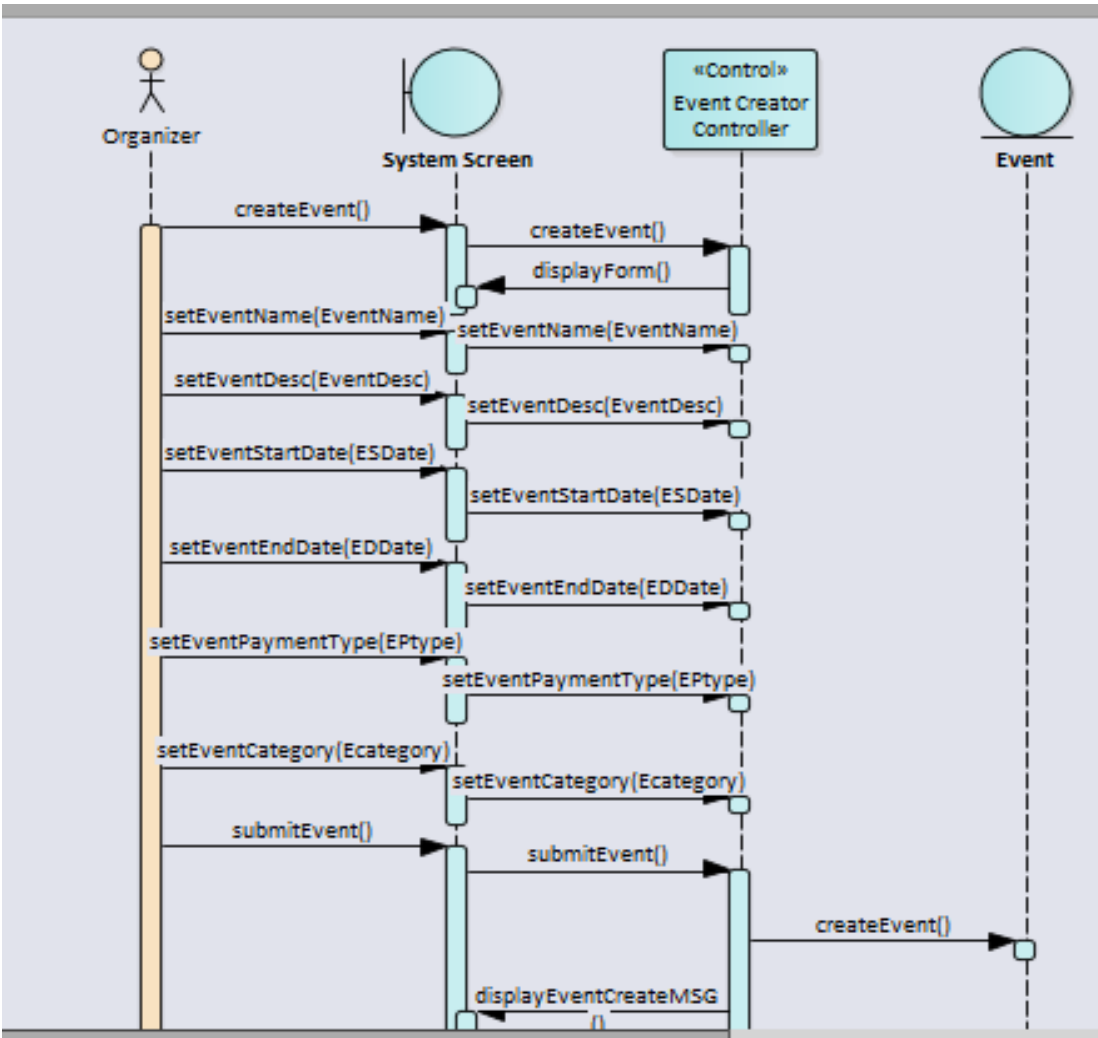 «Control»
Event Creator
Controller
Organizer
System Screen
Event
createEvent()
createEvent()
displayForm()
setEventName(EventName)
setEventName(EventName)
setEventDesc(EventDesc)
setEventDesc(EventDesc)
setEventStartDate(ESDate)
setEventStartDate(ESDate)
setEventEndDate(EDDate)
setEventEndDate(EDDate)
setEventPaymentType(EPtype)
setEventPaymentType(EPtype)
setEventCategory(Ecategory)
setEventCategory(Ecategory)
submitEvent()
submitEvent()
createEvent()
displayEventCreateMSG
()